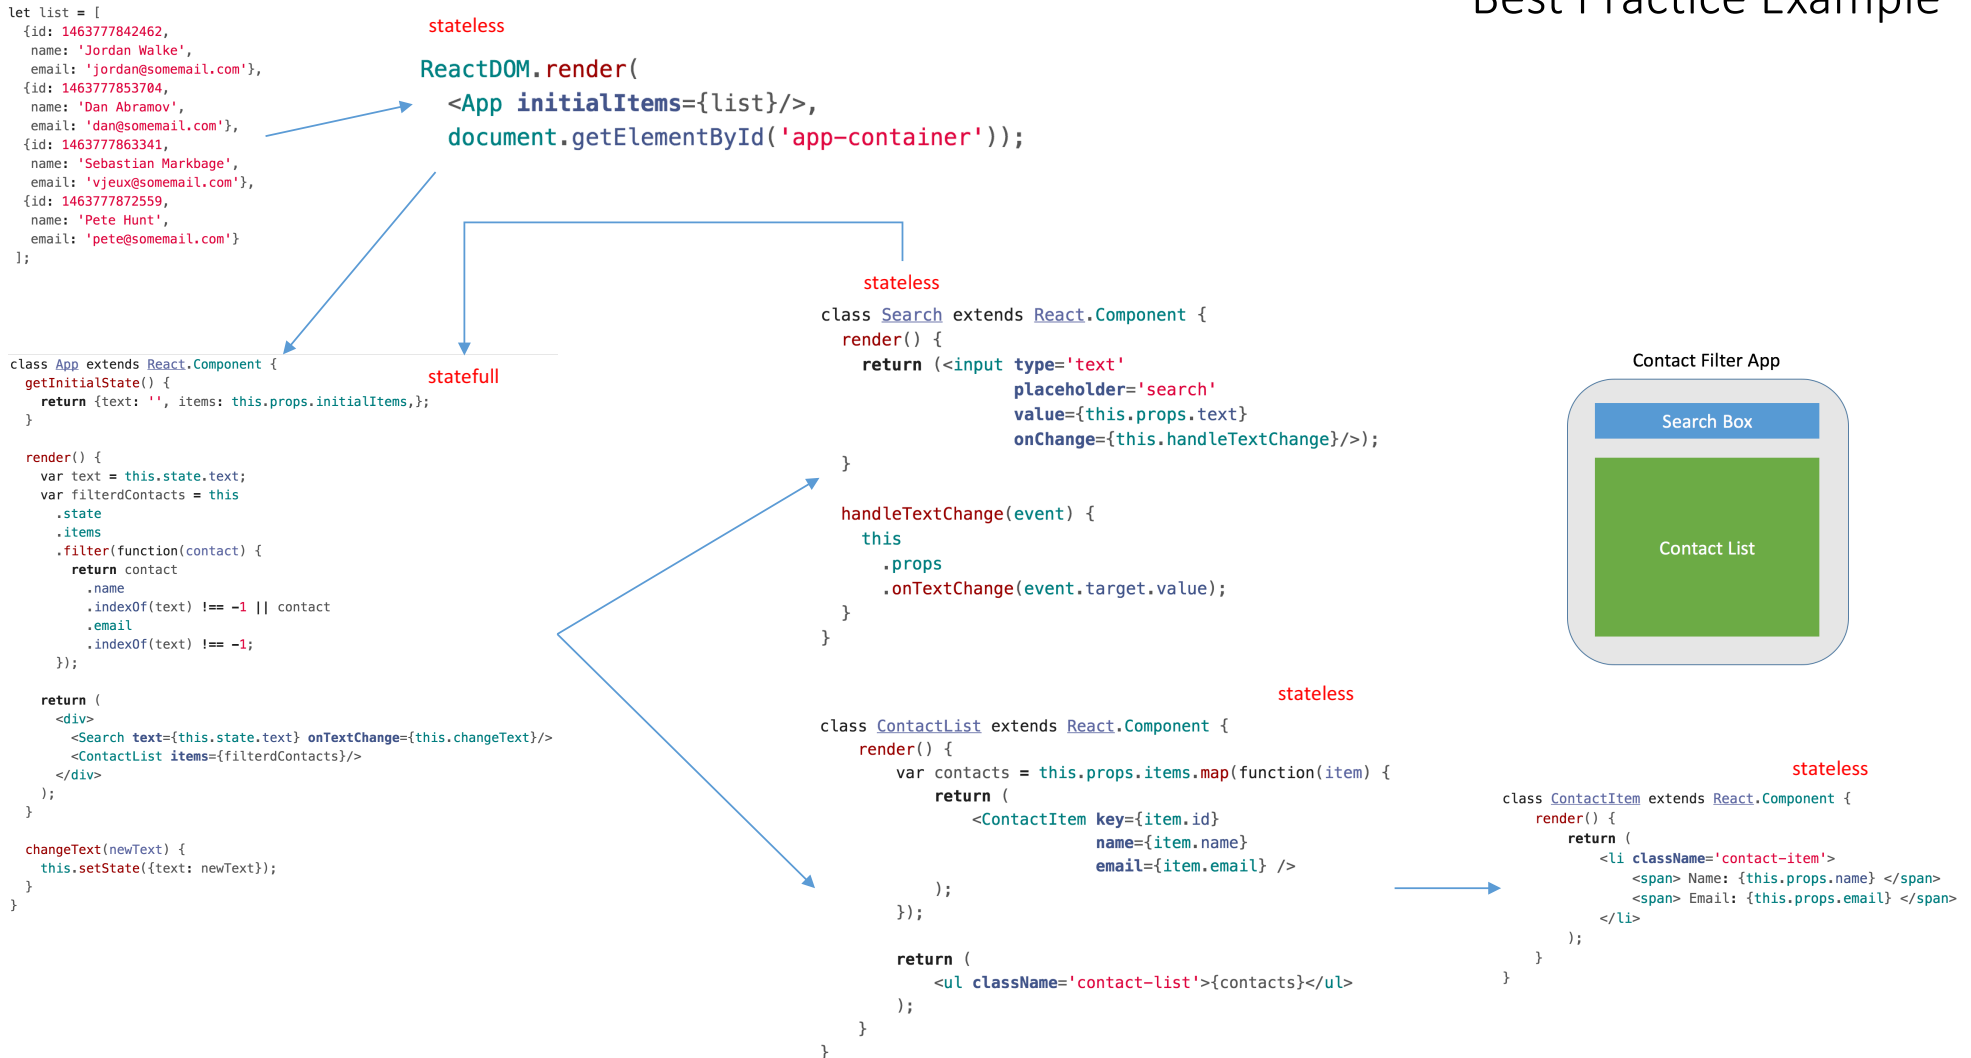 Best Practice Example
let list = [
{id: 1463777842462,
name: 'Jordan Walke',
email: 'jordan@somemail.com'},
{id: 1463777853704,
name: 'Dan Abramov',
email: 'dan@somemail.com'},
{id: 1463777863341,
name: 'Sebastian Markbage',
email: 'vjeux@somemail.com'},
{id: 1463777872559,
name: 'Pete Hunt',
email: 'pete@somemail.com'}
];
stateless
ReactDOM.render(
<App initialItems={list}/>,
document.getElementById('app-container'));
class App extends React.Component {
statefull
getInitialState() {
return {text: '', items: this.props.initialItems,};
}
render() {
var text = this.state.text;
var filterdContacts = this
.state
.items
.filter(function(contact) {
return contact
.name
.indexOf(text) !== -1 || contact
.email
.indexOf(text) !== -1;
});
return (
<div>
<Search text={this.state.text} onTextChange={this.changeText}/>
<ContactList items={filterdContacts}/>
</div>
);
}
changeText(newText) {
this.setState({text: newText});
}
}
stateless
class Search extends React.Component {
render() {
return (<input type='text'
placeholder='search'
value={this.props.text}
onChange={this.handleTextChange}/>);
}
handleTextChange(event) {
this
.props
.onTextChange(event.target.value);
}
}
stateless
class ContactList extends React.Component {
render() {
var contacts = this.props.items.map(function(item) {
return (
<ContactItem key={item.id}
name={item.name}
email={item.email} />
);
});
return (
<ul className='contact-list'>{contacts}</ul>
);
}
}
Contact Filter App
Search Box
Contact List
stateless
class ContactItem extends React.Component {
render() {
return (
<li className='contact-item'>
<span> Name: {this.props.name} </span>
<span> Email: {this.props.email} </span>
</li>
);
}
}